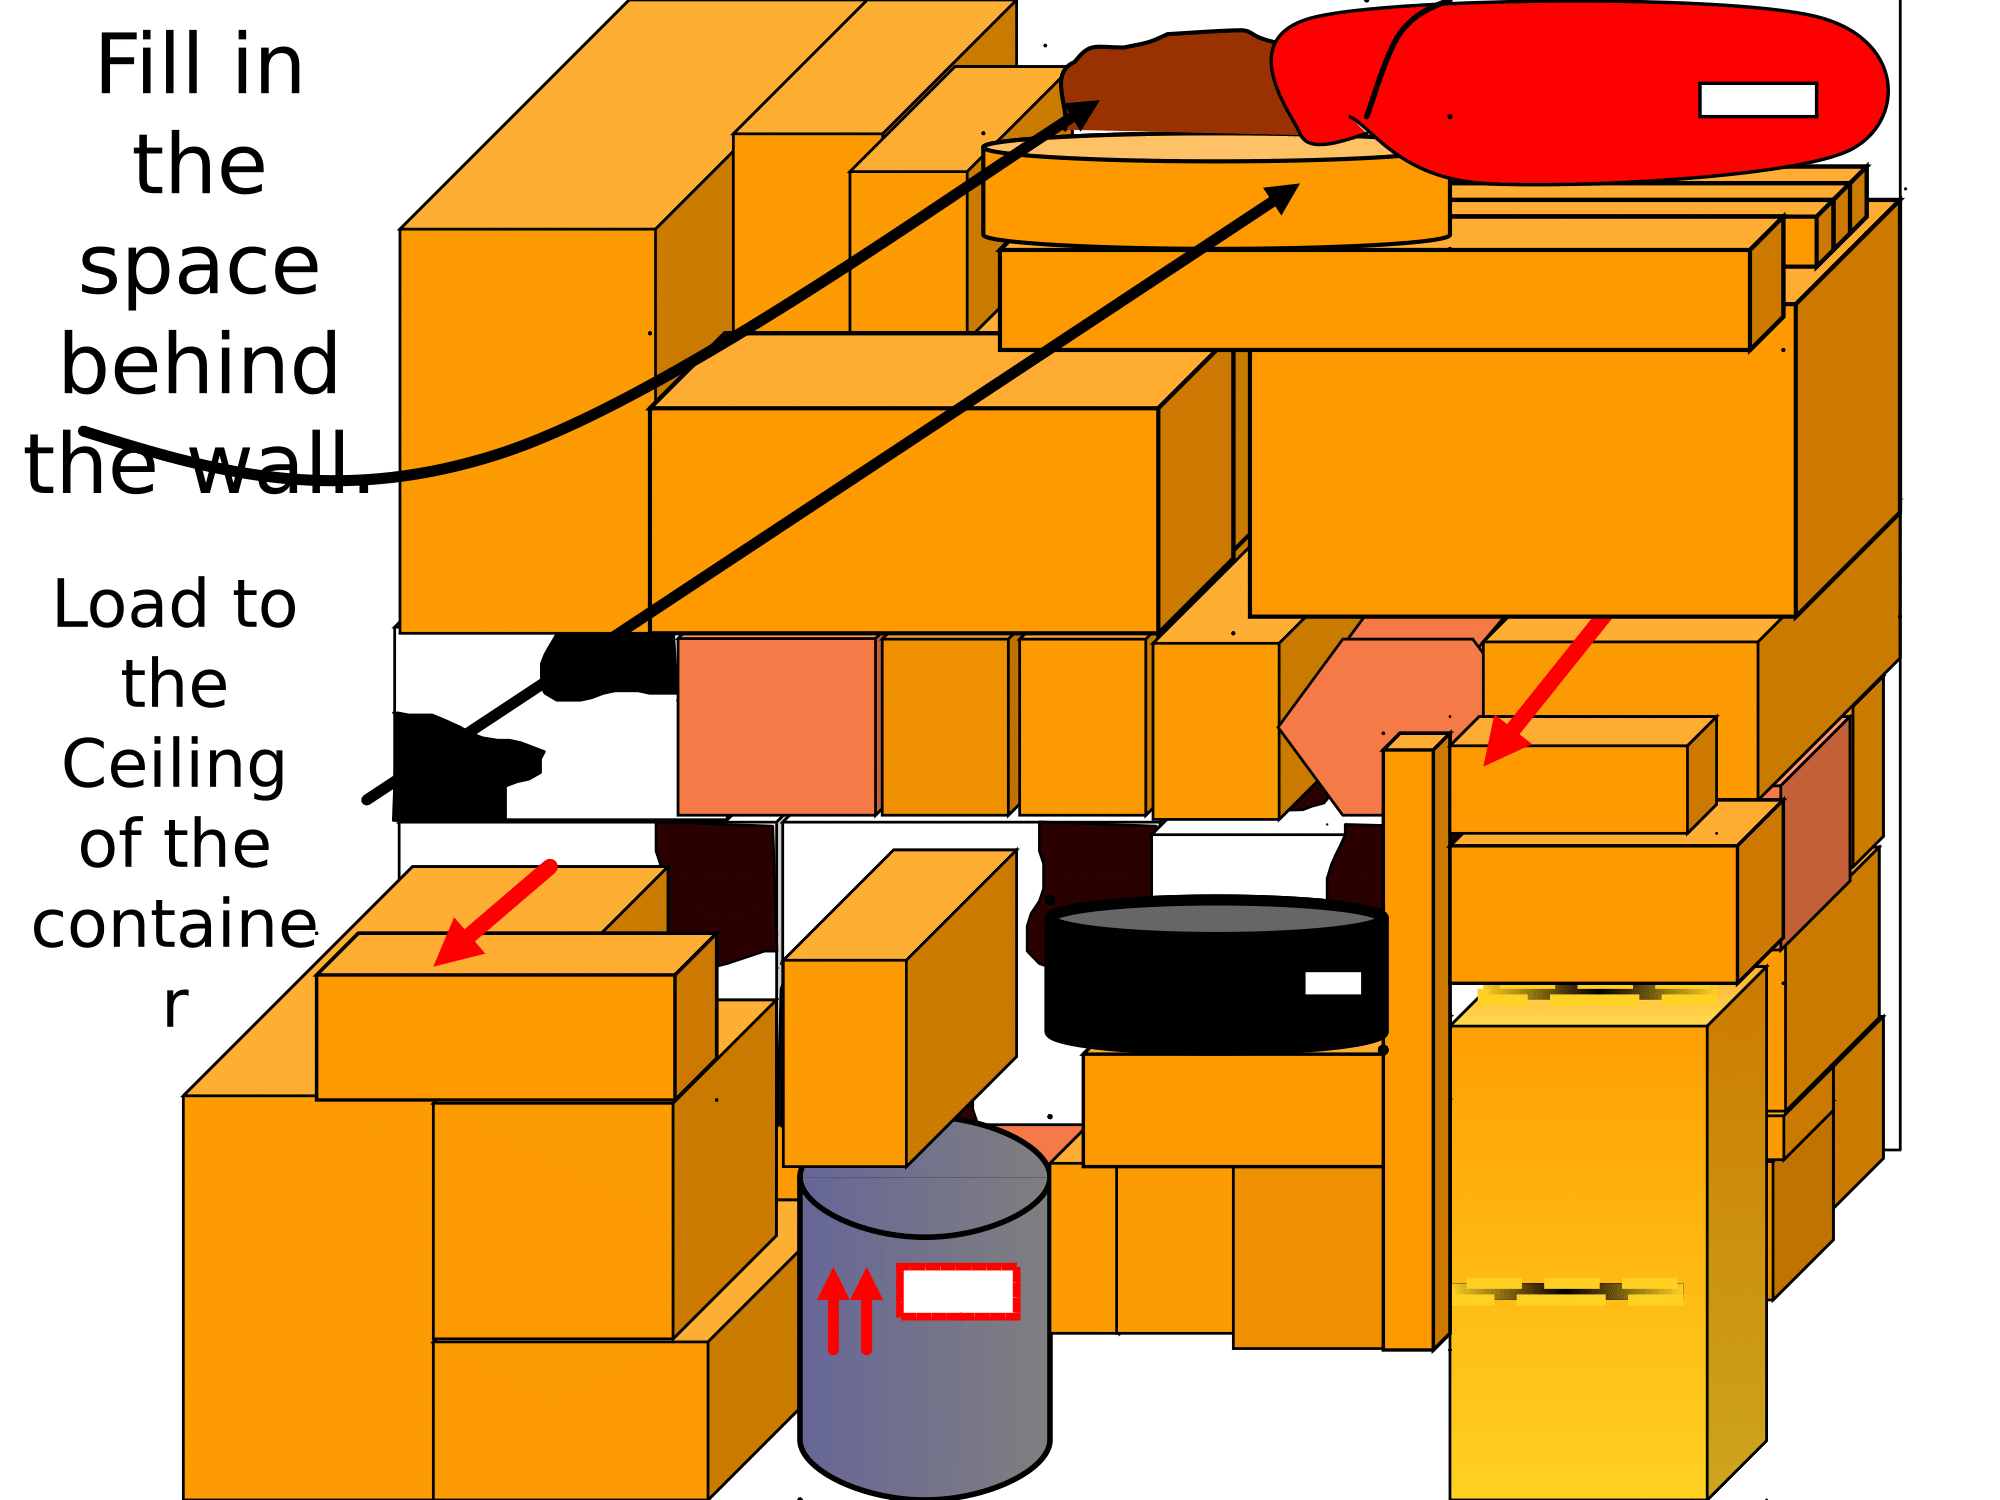 Fill in
the
space
behind
the wall.
Load to
the
Ceiling
of the
containe
r